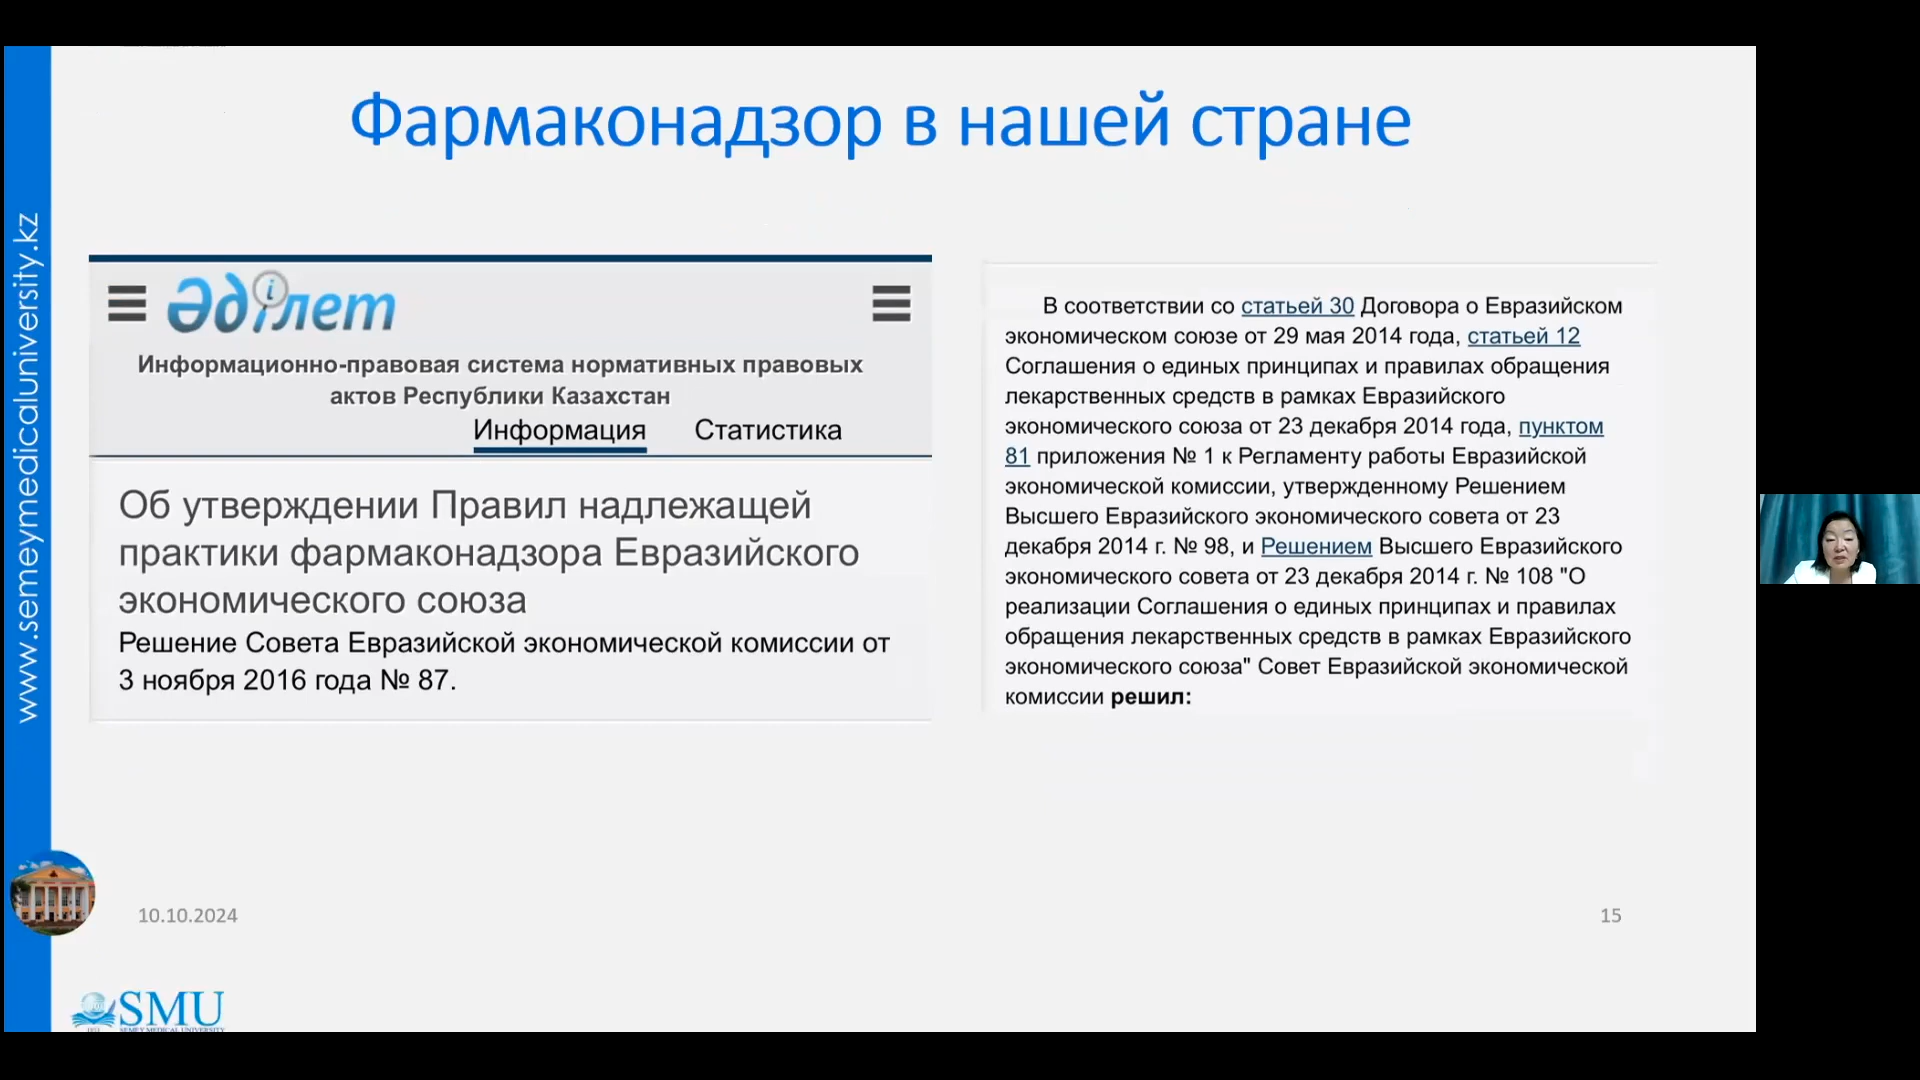 Фармаконадзор в нашей стране
www.semeymedicaluniversity.kz
Әділет
Информационно-правовая система нормативных правовых
актов Республики Казахстан
Информация Статистика
Об утверждении Правил надлежащей
практики фармаконадзора Евразийского
экономического союза
Решение Совета Евразийской экономической комиссии от
3 ноября 2016 года № 87.
В соответствии со статьей 30 Договора о Евразийском
экономическом союзе от 29 мая 2014 года, статьей 12
Соглашения о единых принципах и правилах обращения
лекарственных средств в рамках Евразийского
экономического союза от 23 декабря 2014 года, пунктом
81 приложения № 1 к Регламенту работы Евразийской
экономической комиссии, утвержденному Решением
Высшего Евразийского экономического совета от 23
декабря 2014 г. № 98, и Решением Высшего Евразийского
экономического совета от 23 декабря 2014 г. № 108 "О
реализации Соглашения о единых принципах и правилах
обращения лекарственных средств в рамках Евразийского
экономического союза" Совет Евразийской экономической
комиссии решил:
10.10.2024
15
SMU
SEMEY MEDICAL UNIVERSITY